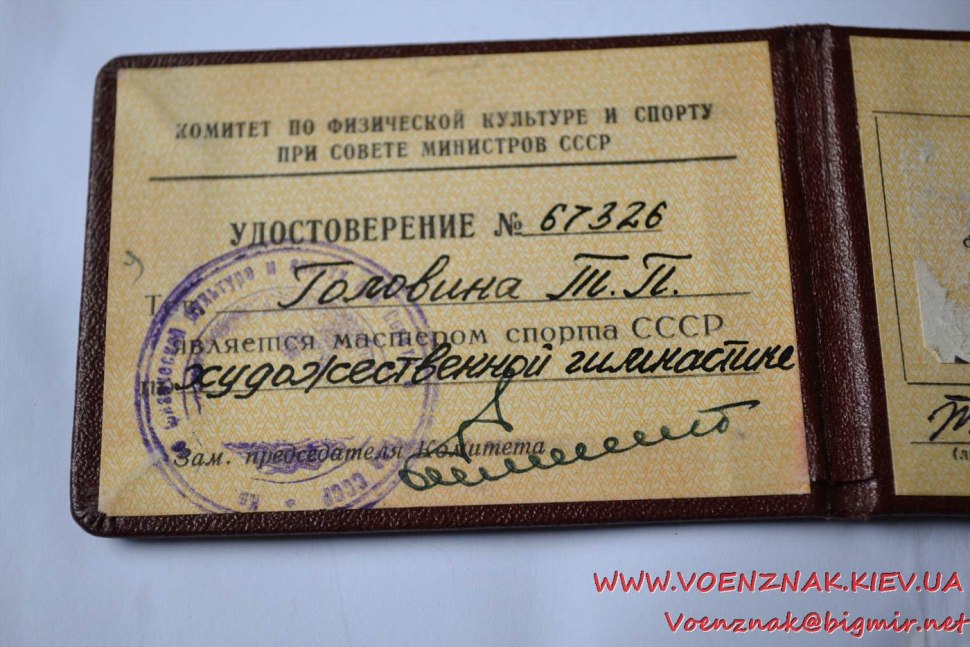 КОМИТЕТ ПО ФИЗИЧЕСКОЙ КУЛЬТУРЕ И СПОРТУ
ПРИ СОВЕТЕ МИНИСТРОВ СССР
УДОСТОВЕРЕНИЕ № 67326
Головина Т. П.
является мастером спорта СССР
по художественной гимнастике
Зам. председателя Комитета
WWW.VOENZNAK.KIEV.UA
Voenznak@bigmir.net